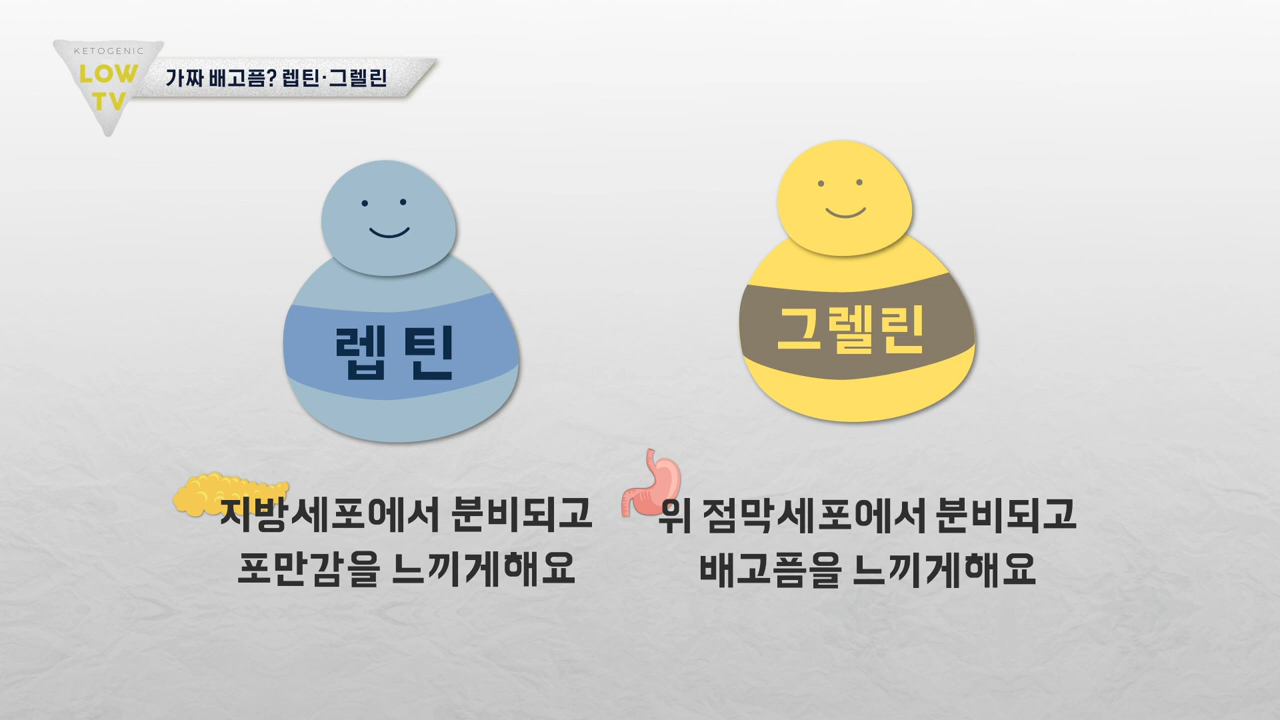 KETOGENIC
LOW
TV
가짜 배고픔? 렙틴·그렐린
렙 틴
지방세포에서 분비되고
포만감을 느끼게해요
그렐린
위 점막세포에서 분비되고
배고픔을 느끼게해요